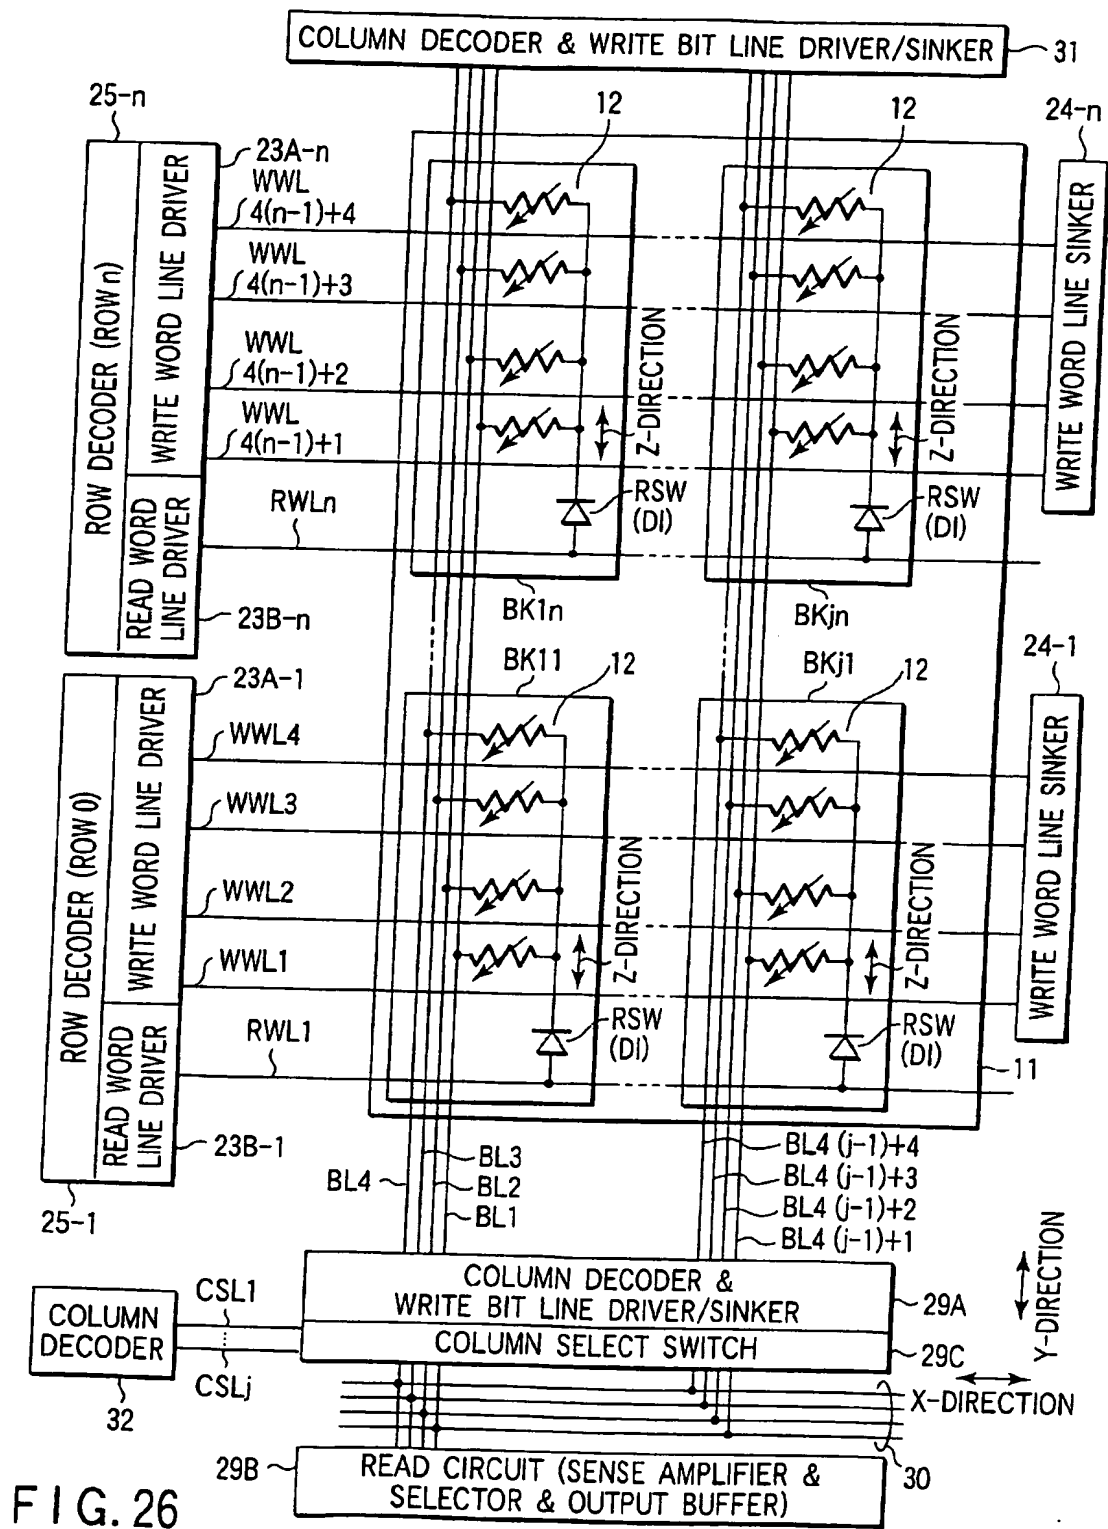 COLUMN DECODER & WRITE BIT LINE DRIVER/SINKER
31
25-n
12
12
24-n
23A-n
ROW DECODER (ROW n)
WRITE WORD LINE DRIVER
READ WORD
LINE DRIVER
WWL
4(n-1)+4
WWL
4(n-1)+3
WWL
4(n-1)+2
WWL
4(n-1)+1
RWLn
23B-n
Z-DIRECTION
Z-DIRECTION
RSW
(DI)
RSW
(DI)
WRITE WORD LINE SINKER
BK1n
BKjn
23A-1
BK11
12
BKj1
12
24-1
ROW DECODER (ROW 0)
WRITE WORD LINE DRIVER
READ WORD
LINE DRIVER
WWL4
WWL3
WWL2
WWL1
RWL1
23B-1
25-1
Z-DIRECTION
Z-DIRECTION
RSW
(DI)
RSW
(DI)
WRITE WORD LINE SINKER
11
BL4
BL3
BL2
BL1
BL4 (j-1)+4
BL4 (j-1)+3
BL4 (j-1)+2
BL4 (j-1)+1
COLUMN DECODER &
WRITE BIT LINE DRIVER/SINKER
29A
COLUMN SELECT SWITCH
29C
COLUMN
DECODER
32
CSL1
CSLj
Y-DIRECTION
X-DIRECTION
30
29B
READ CIRCUIT (SENSE AMPLIFIER &
SELECTOR & OUTPUT BUFFER)
FIG. 26